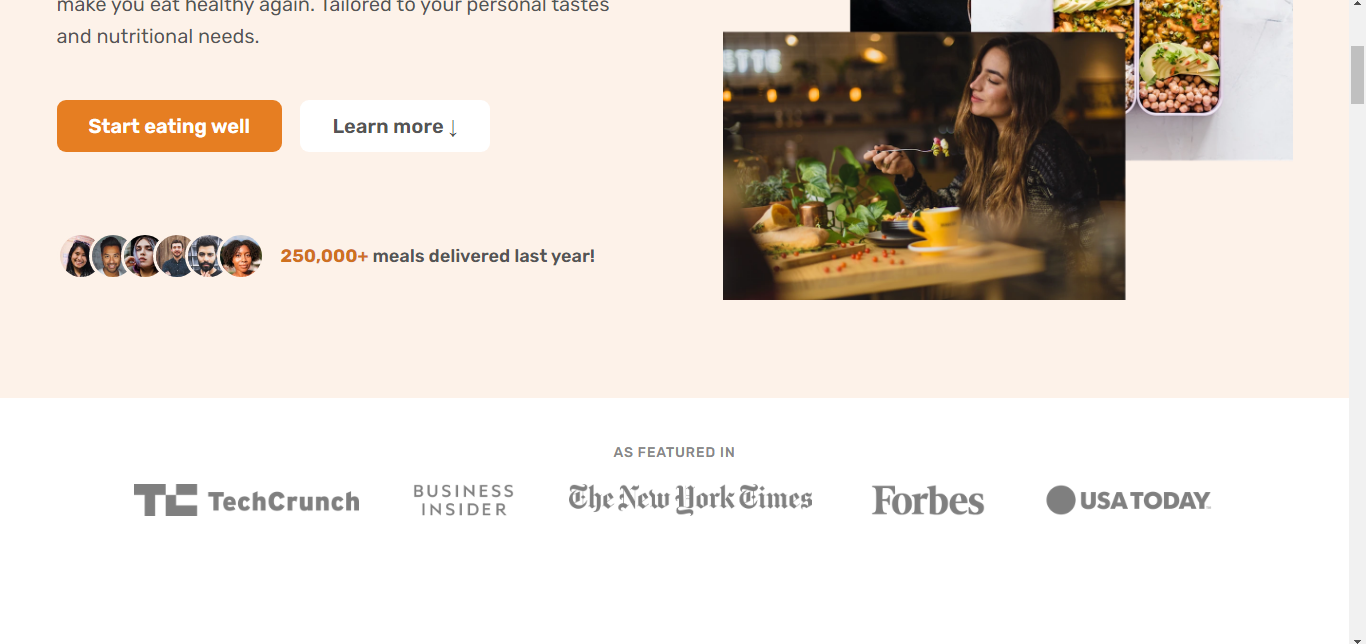 make you eat healthy again. Tailored to your personal tastes
and nutritional needs.
Start eating well
Learn more ↓
250,000+ meals delivered last year!
AS FEATURED IN
TC TechCrunch
BUSINESS
INSIDER
The New York Times
Forbes
USA TODAY